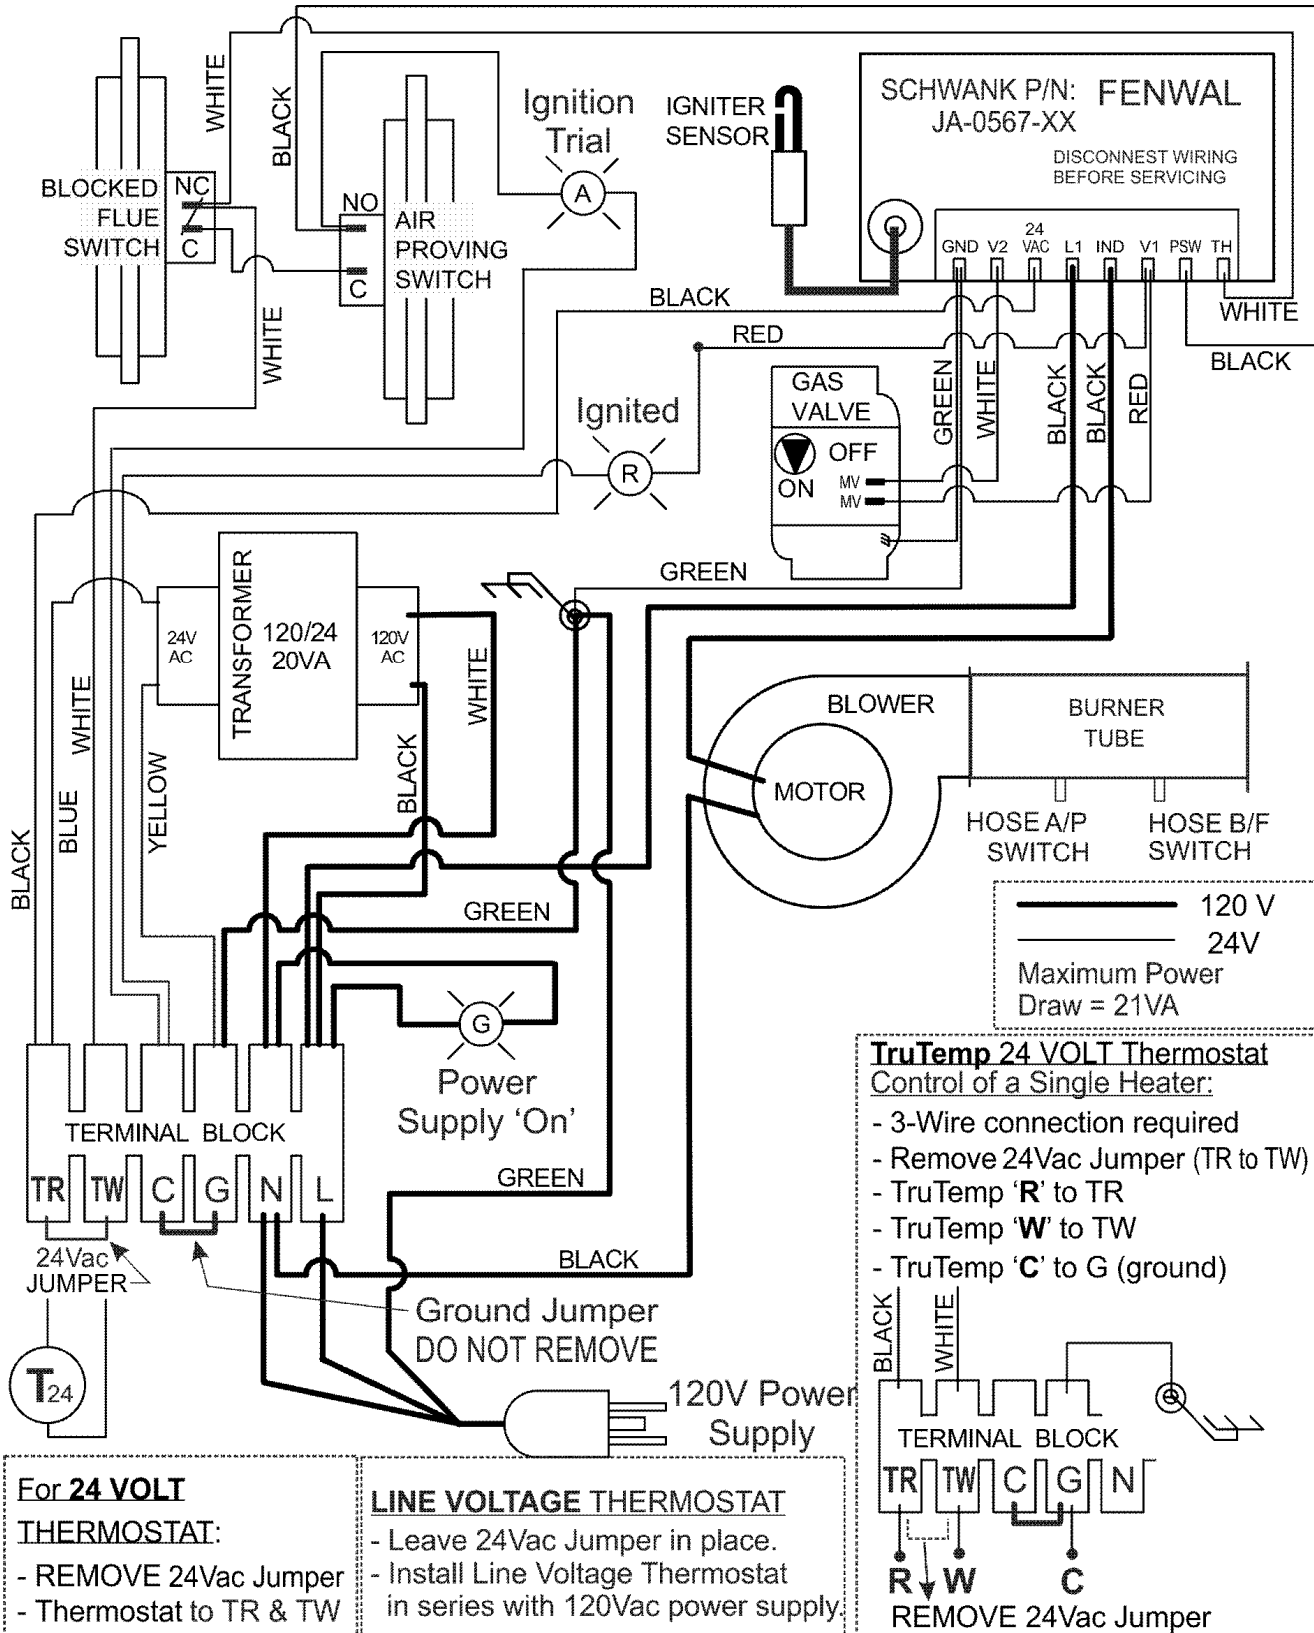 WHITE
BLACK
BLOCKED
FLUE
SWITCH
NC
C
NO
C
AIR
PROVING
SWITCH
Ignition
Trial
A
IGNITER
SENSOR
SCHWANK P/N: FENWAL
JA-0567-XX
DISCONNEST WIRING
BEFORE SERVICING
GND V2 24 VAC L1 IND V1 PSW TH
WHITE
BLACK
BLACK
RED
WHITE
GREEN
WHITE
BLACK
BLACK
RED
Ignited
R
GAS
VALVE
OFF
ON
MV
MV
GREEN
24V
AC
TRANSFORMER
120/24
20VA
120V
AC
WHITE
BLACK
BLACK
BLUE
WHITE
YELLOW
BLOWER
MOTOR
BURNER
TUBE
HOSE A/P
SWITCH
HOSE B/F
SWITCH
GREEN
120 V
24V
Maximum Power
Draw = 21VA
G
Power
Supply ‘On’
TERMINAL BLOCK
TR TW C G N L
24Vac
JUMPER
GREEN
BLACK
Ground Jumper
DO NOT REMOVE
T24
120V Power
Supply
TruTemp 24 VOLT Thermostat
Control of a Single Heater:
- 3-Wire connection required
- Remove 24Vac Jumper (TR to TW)
- TruTemp ‘R’ to TR
- TruTemp ‘W’ to TW
- TruTemp ‘C’ to G (ground)
BLACK
WHITE
TERMINAL BLOCK
TR TW C G N
R W C
REMOVE 24Vac Jumper
For 24 VOLT
THERMOSTAT:
- REMOVE 24Vac Jumper
- Thermostat to TR & TW
LINE VOLTAGE THERMOSTAT
- Leave 24Vac Jumper in place.
- Install Line Voltage Thermostat
in series with 120Vac power supply.